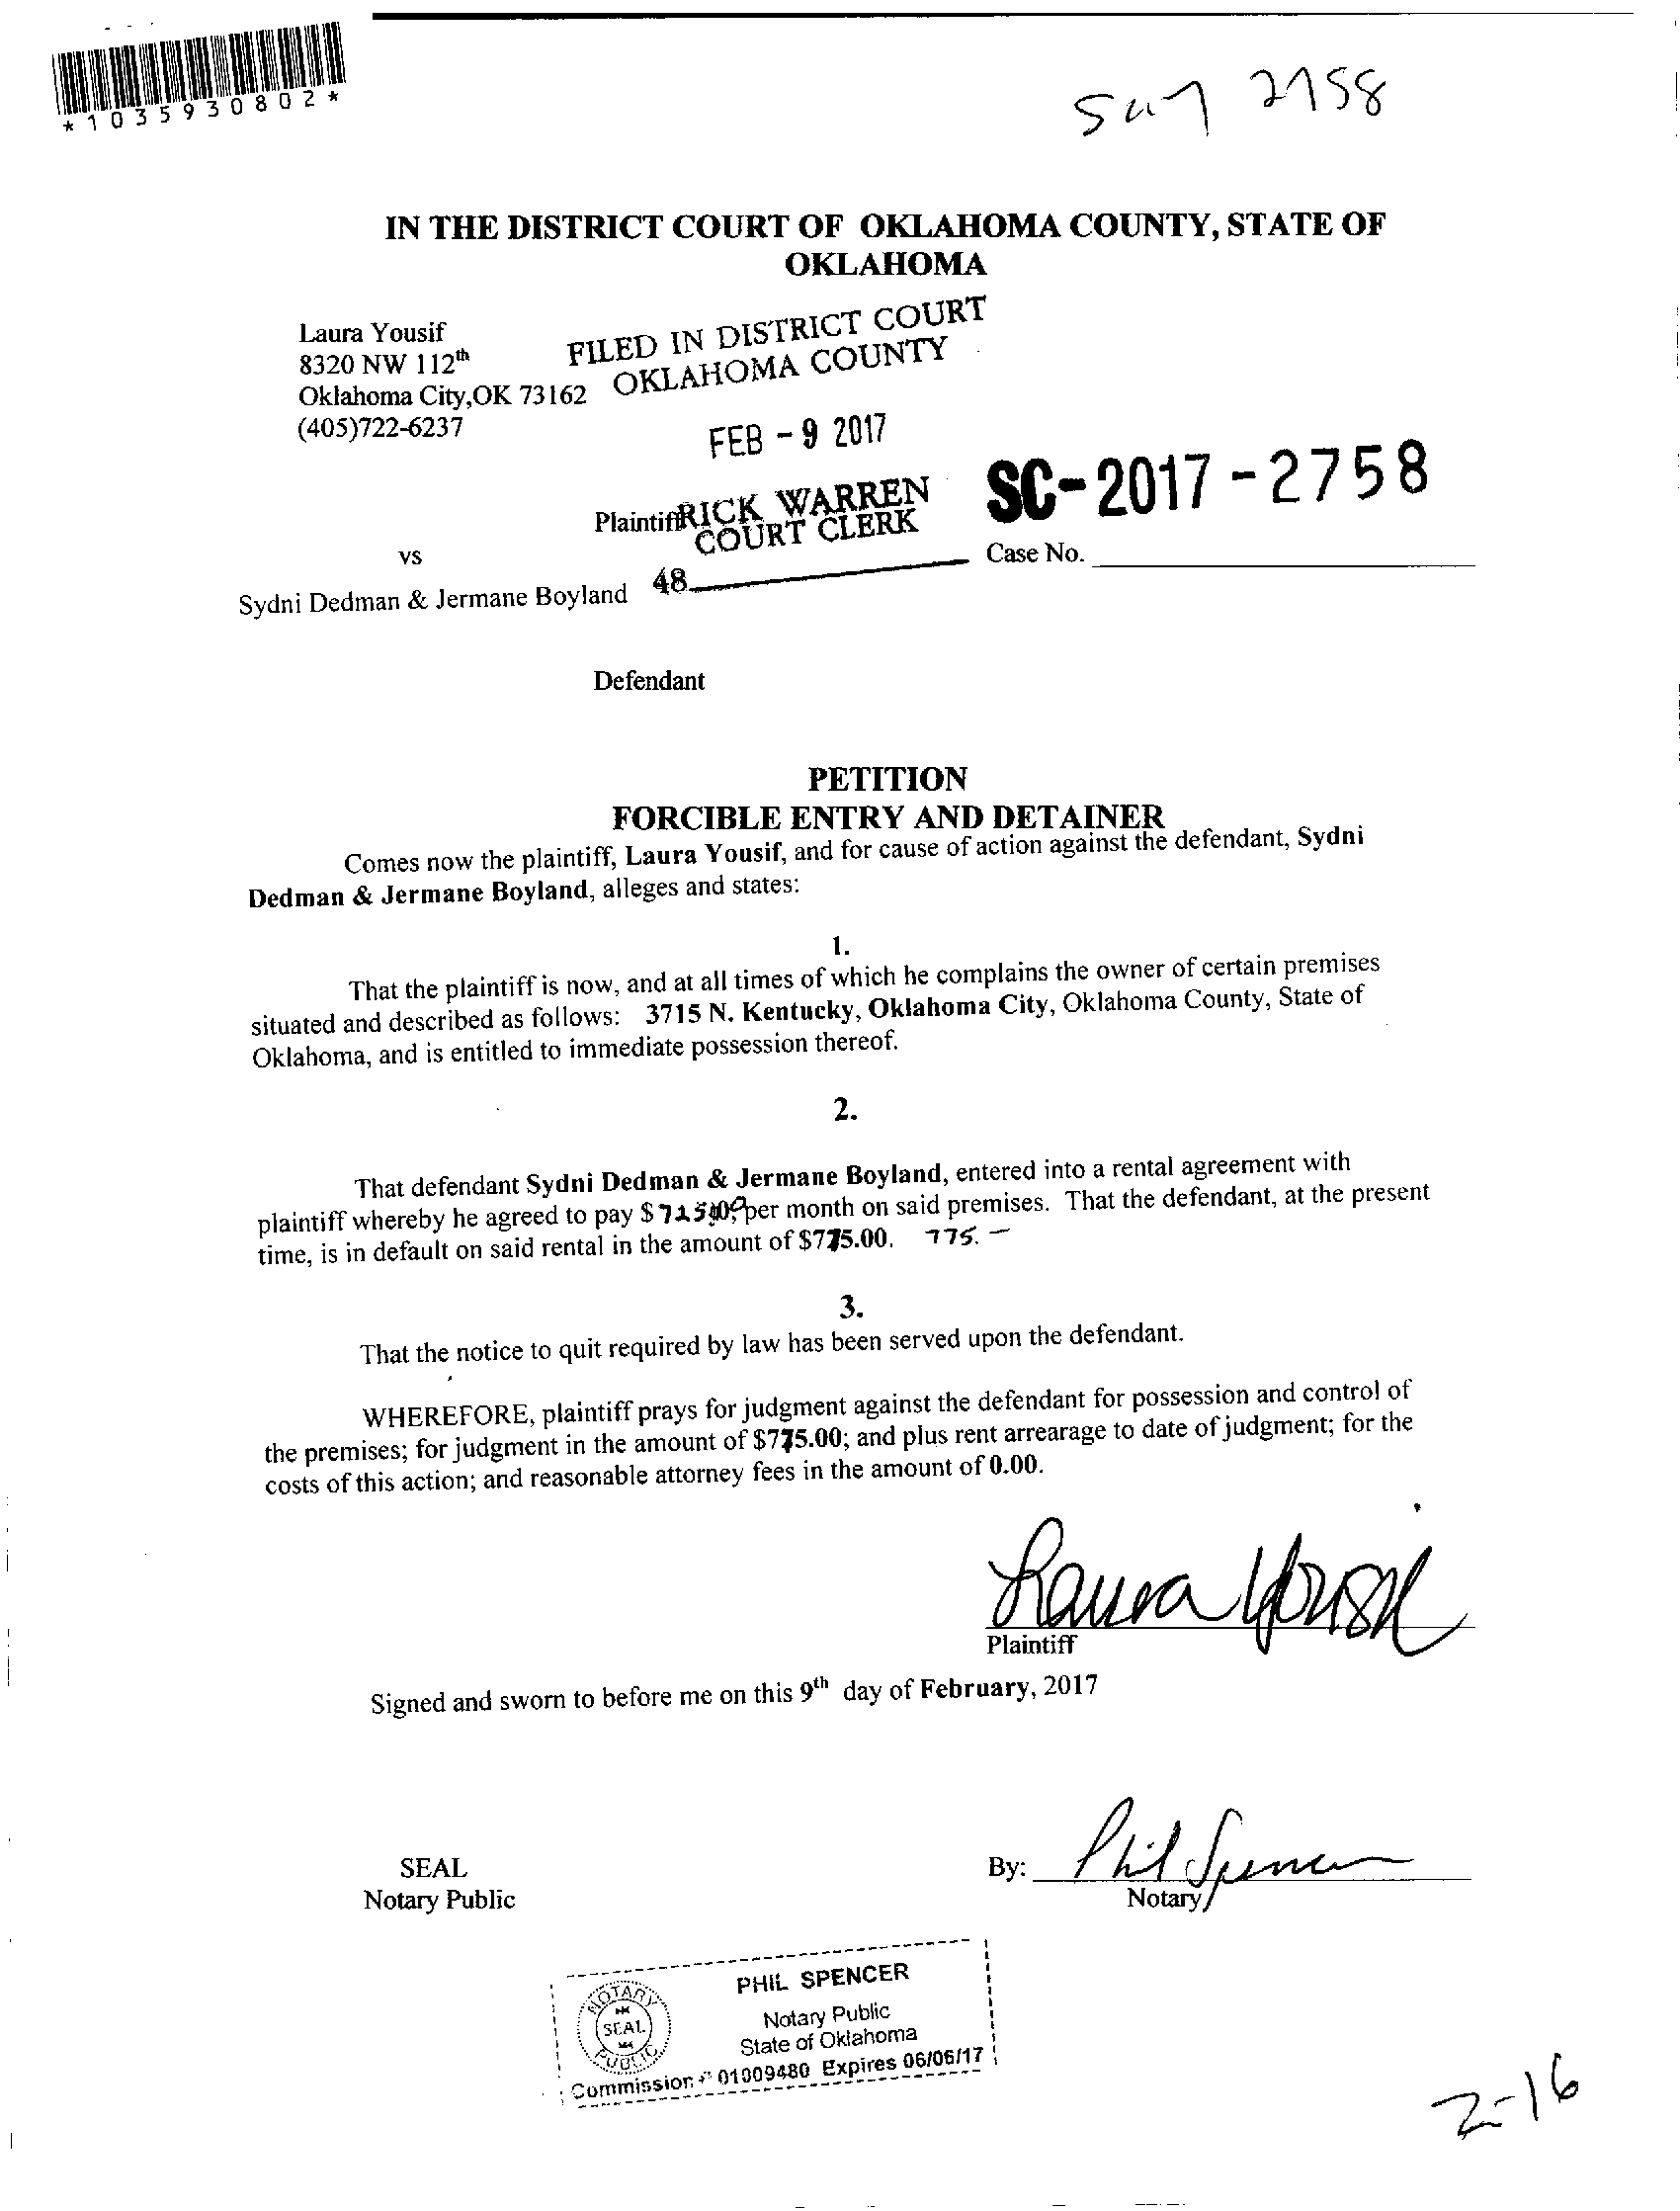 *1035930802*
2758
IN THE DISTRICT COURT OF OKLAHOMA COUNTY, STATE OF
OKLAHOMA
Laura Yousif
8320 NW 112th
Oklahoma City,OK 73162
(405)722-6237
FILED IN DISTRICT COURT
OKLAHOMA COUNTY
FEB - 9 2017
RICK WARREN
COURT CLERK
48
Plaintiff
SC-2017-2758
Case No.
vs
Sydni Dedman & Jermane Boyland
Defendant
PETITION
FORCIBLE ENTRY AND DETAINER
Comes now the plaintiff, Laura Yousif, and for cause of action against the defendant, Sydni
Dedman & Jermane Boyland, alleges and states:
1.
That the plaintiff is now, and at all times of which he complains the owner of certain premises
situated and described as follows: 3715 N. Kentucky, Oklahoma City, Oklahoma County, State of
Oklahoma, and is entitled to immediate possession thereof.
2.
That defendant Sydni Dedman & Jermane Boyland, entered into a rental agreement with
plaintiff whereby he agreed to pay $ per month on said premises. That the defendant, at the present
time, is in default on said rental in the amount of $775.00. 775.-
3.
That the notice to quit required by law has been served upon the defendant.
WHEREFORE, plaintiff prays for judgment against the defendant for possession and control of
the premises; for judgment in the amount of $775.00; and plus rent arrearage to date of judgment; for the
costs of this action; and reasonable attorney fees in the amount of 0.00.
Laura Yousif
Plaintiff
Signed and sworn to before me on this 9th day of February, 2017
SEAL
Notary Public
By: Phil Spencer
Notary
NOTARY
SEAL
PUBLIC
PHIL SPENCER
Notary Public
State of Oklahoma
Commission # 01009480 Expires 06/06/17
2-16